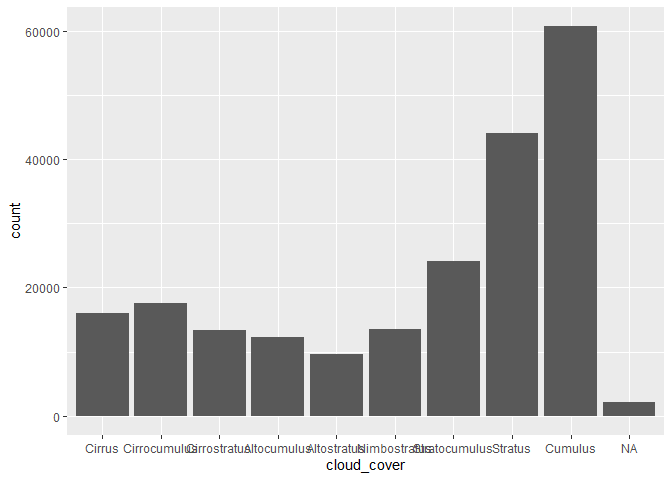 60000
40000
20000
0
count
Cirrus Cirrocumulus Cirrostratus Altocumulus Altostratus Nimbostratus Stratocumulus Stratus Cumulus NA
cloud_cover